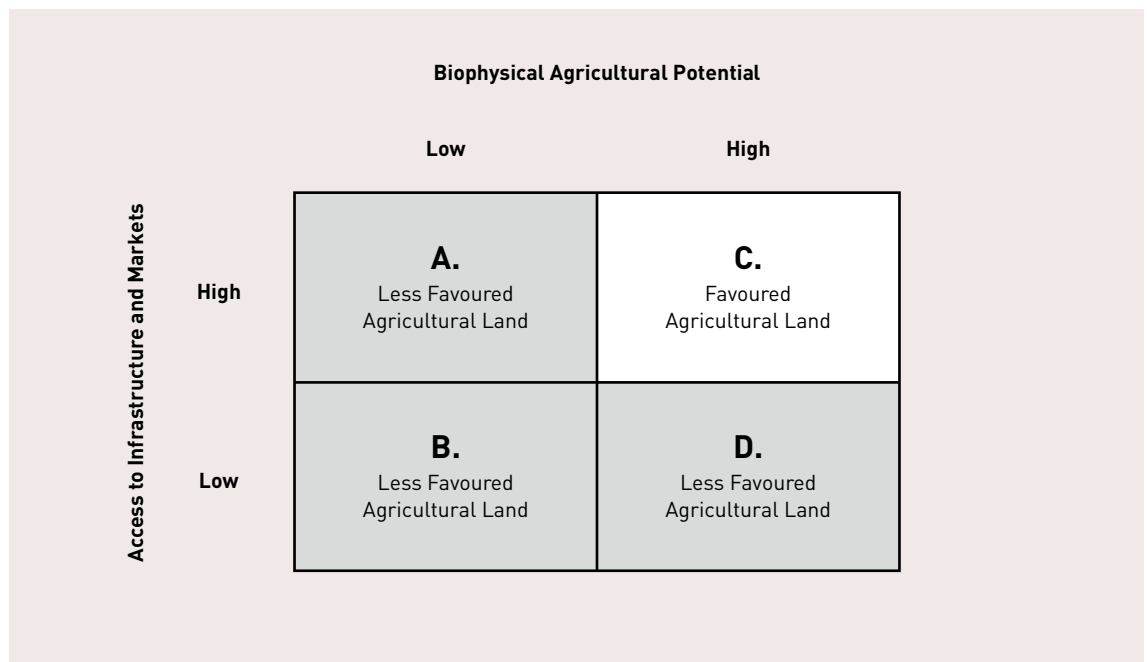 Biophysical Agricultural Potential
Low
High
Access to Infrastructure and Markets
High
A.
Less Favoured
Agricultural Land
C.
Favoured
Agricultural Land
Low
B.
Less Favoured
Agricultural Land
D.
Less Favoured
Agricultural Land